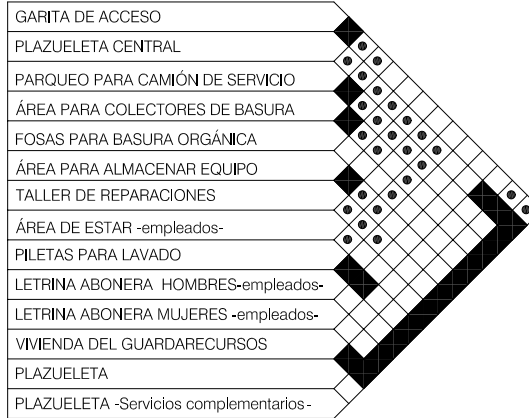 GARITA DE ACCESO
PLAZUELETA CENTRAL
PARQUEO PARA CAMIÓN DE SERVICIO
ÁREA PARA COLECTORES DE BASURA
FOSAS PARA BASURA ORGÁNICA
ÁREA PARA ALMACENAR EQUIPO
TALLER DE REPARACIONES
ÁREA DE ESTAR -empleados-
PILETAS PARA LAVADO
LETRINA ABONERA HOMBRES-empleados-
LETRINA ABONERA MUJERES -empleados-
VIVIENDA DEL GUARDARECURSOS
PLAZUELETA
PLAZUELETA -Servicios complementarios-